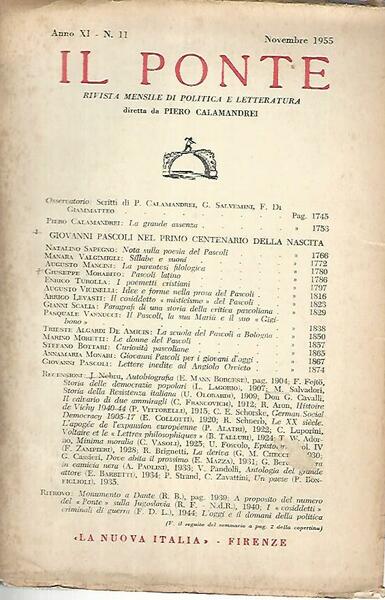 Anno XI - N. 11 Novembre 1955
IL PONTE
RIVISTA MENSILE DI POLITICA E LETTERATURA
diretta da PIERO CALAMANDREI
Osservatorio: Scritti di P. CALAMANDREI, G. SALVEMINI, F. DI
GIAMMATTEO . . . . Pag. 1745
PIERO CALAMANDREI: La grande assenza . . » 1753
GIOVANNI PASCOLI NEL PRIMO CENTENARIO DELLA NASCITA
NATALINO SAPEGNO: Nota sulla poesia del Pascoli . » 1766
MANARA VALGIMIGLI: Sillabe e suoni . . » 1772
AUGUSTO MANCINI: La parentesi filologica . . » 1780
GIUSEPPE MORABITO: Pascoli latino . . » 1786
ENRICO TUROLLA: I poemetti cristiani . . » 1797
AUGUSTO VICINELLI: Idee e forme nella prosa del Pascoli . » 1816
ARRIGO LEVASTI: Il cosiddetto « misticismo » del Pascoli . » 1823
GIANNI SCALIA: Paragrafi di una storia della critica pascoliana . » 1829
PASQUALE VANNUCCI: Il Pascoli, la sua Maria e il suo « Gigi-
bono » . . » 1838
TRIESTE ALGARDI DE AMICIS: La scuola del Pascoli a Bologna . » 1850
MARINO MORETTI: Le donne del Pascoli . . » 1857
STEFANO BOTTARI: Curiosità pascoliane . . » 1865
ANNAMARIA MONARI: Giovanni Pascoli per i giovani d'oggi . » 1871
GIOVANNI PASCOLI: Lettere inedite ad Angiolo Orvieto . » 1874
RECENSIONI: J. Nehru, Autobiografia (E. MANN BORGESE), pag. 1904; F. Fejtő,
Storia delle democrazie popolari (L. LAGORIO), 1907; M. Salvadori,
Storia della Resistenza italiana (U. OLOBARDI), 1909; Don G. Cavalli,
Il calvario di due ammiragli (C. FRANCOVICH), 1912; R. Aron, Histoire
de Vichy 1940-44 (P. VITTORELLI), 1915; C. E. Schorske, German Social
Democracy 1905-17 (E. COLLOTTI), 1920; R. Schnerb, Le XX siècle.
L'apogée de l'expansion européenne (P. ALATRI), 1922; C. Luporini,
Voltaire et le « Lettres philosophiques » (B. TALLURI), 1924; T. W. Ador-
no, Minima moralia (C. VASOLI), 1925; U. Foscolo, Epistol vol. IV
(F. ZAMPIERI), 1928; R. Brignetti, La deriva (G. M. 1930;
G. Cassieri, Dove abita il prossimo (E. MAZZA), 1931; G. Ber
in camicia nera (A. PAOLINI), 1933; V. Pandolfi, Antologia del grande
attore (E. BARBETTI), 1934; P. Strand, C. Zavattini, Un paese (P. BON-
FIGLIOLI), 1935.
RITROVO: Monumento a Dante (R. B.), pag. 1939; A proposito del numero
del « Ponte » sulla Jugoslavia (R. F. - N.d.R.), 1940; I « cosiddetti »
criminali di guerra (F. D. L.), 1944; L'oggi e il domani della politica
(V. il seguito del sommario a pag. 2 della copertina)
«LA NUOVA ITALIA» - FIRENZE